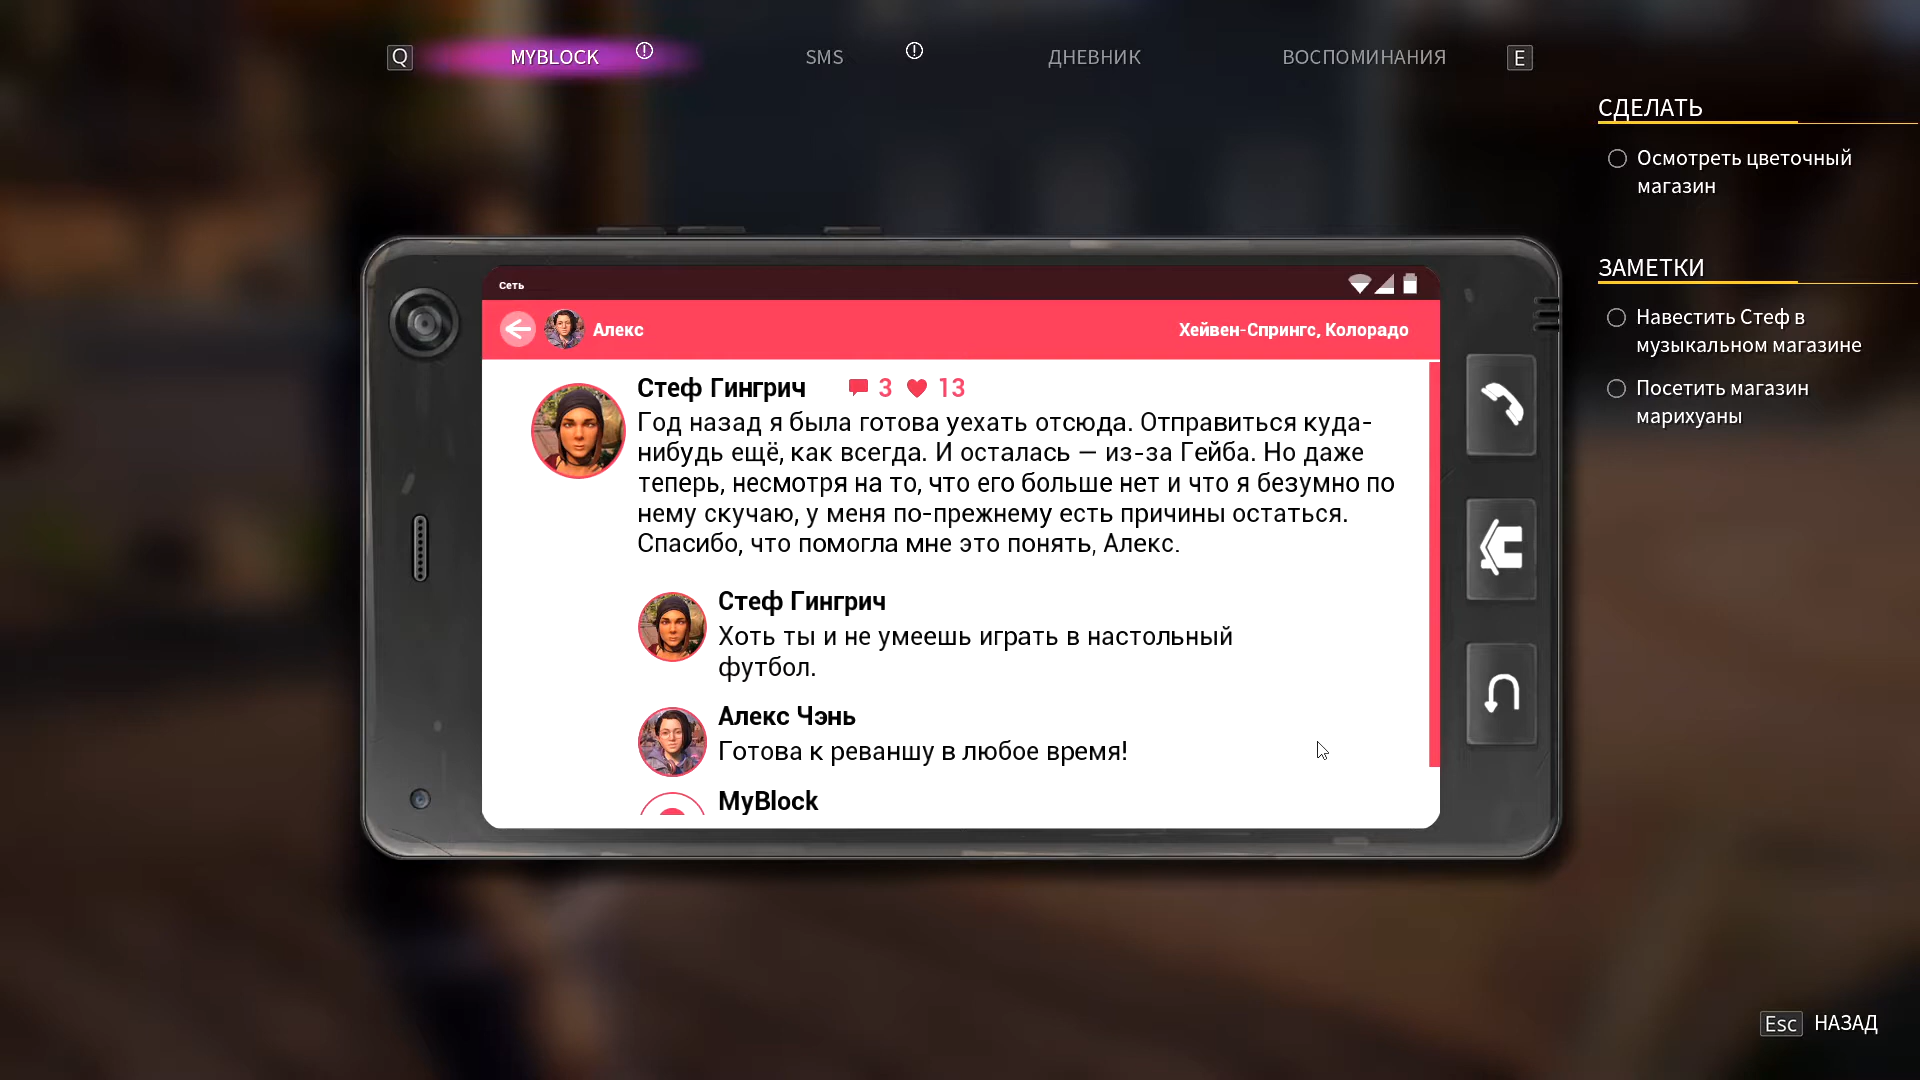 Q
MYBLOCK
SMS
ДНЕВНИК
ВОСПОМИНАНИЯ
E
СДЕЛАТЬ
Осмотреть цветочный
магазин
ЗАМЕТКИ
Навестить Стеф в
музыкальном магазине
Посетить магазин
марихуаны
Сеть
Алекс
Хейвен-Спрингс, Колорадо
Стеф Гингрич 3 13
Год назад я была готова уехать отсюда. Отправиться куда-
нибудь ещё, как всегда. И осталась — из-за Гейба. Но даже
теперь, несмотря на то, что его больше нет и что я безумно по
нему скучаю, у меня по-прежнему есть причины остаться.
Спасибо, что помогла мне это понять, Алекс.
Стеф Гингрич
Хоть ты и не умеешь играть в настольный
футбол.
Алекс Чэнь
Готова к реваншу в любое время!
MyBlock
Esc НАЗАД